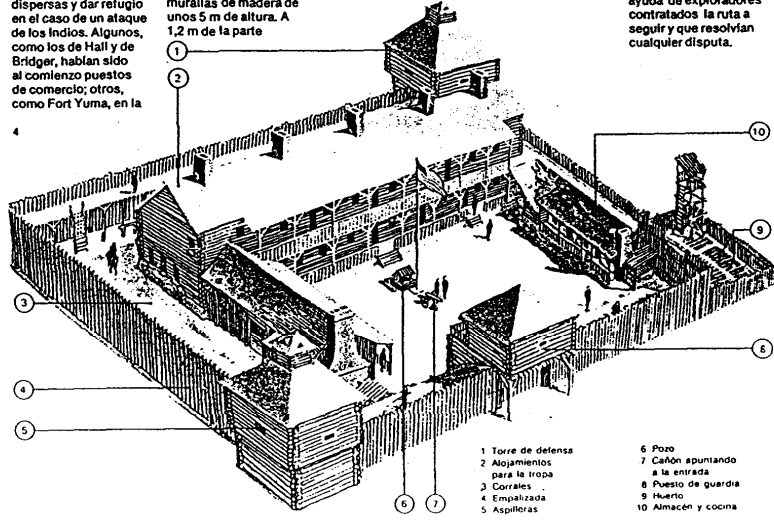 dispersas y dar refugio
en el caso de un ataque
de los Indios. Algunos,
como los de Hall y de
Bridger, habían sido
al comienzo puestos
de comercio; otros,
como Fort Yuma, en la
4
murallas de madera de
unos 5 m de altura. A
1,2 m de la parte
ayuda de exploradores
contratados la ruta a
seguir y que resolvían
cualquier disputa.
1
2
3
4
5
6
7
8
9
10
1 Torre de defensa
2 Alojamientos
para la tropa
3 Corrales
4 Empalizada
5 Aspilleras
6 Pozo
7 Cañón apuntando
a la entrada
8 Puesto de guardia
9 Huerto
10 Almacén y cocina